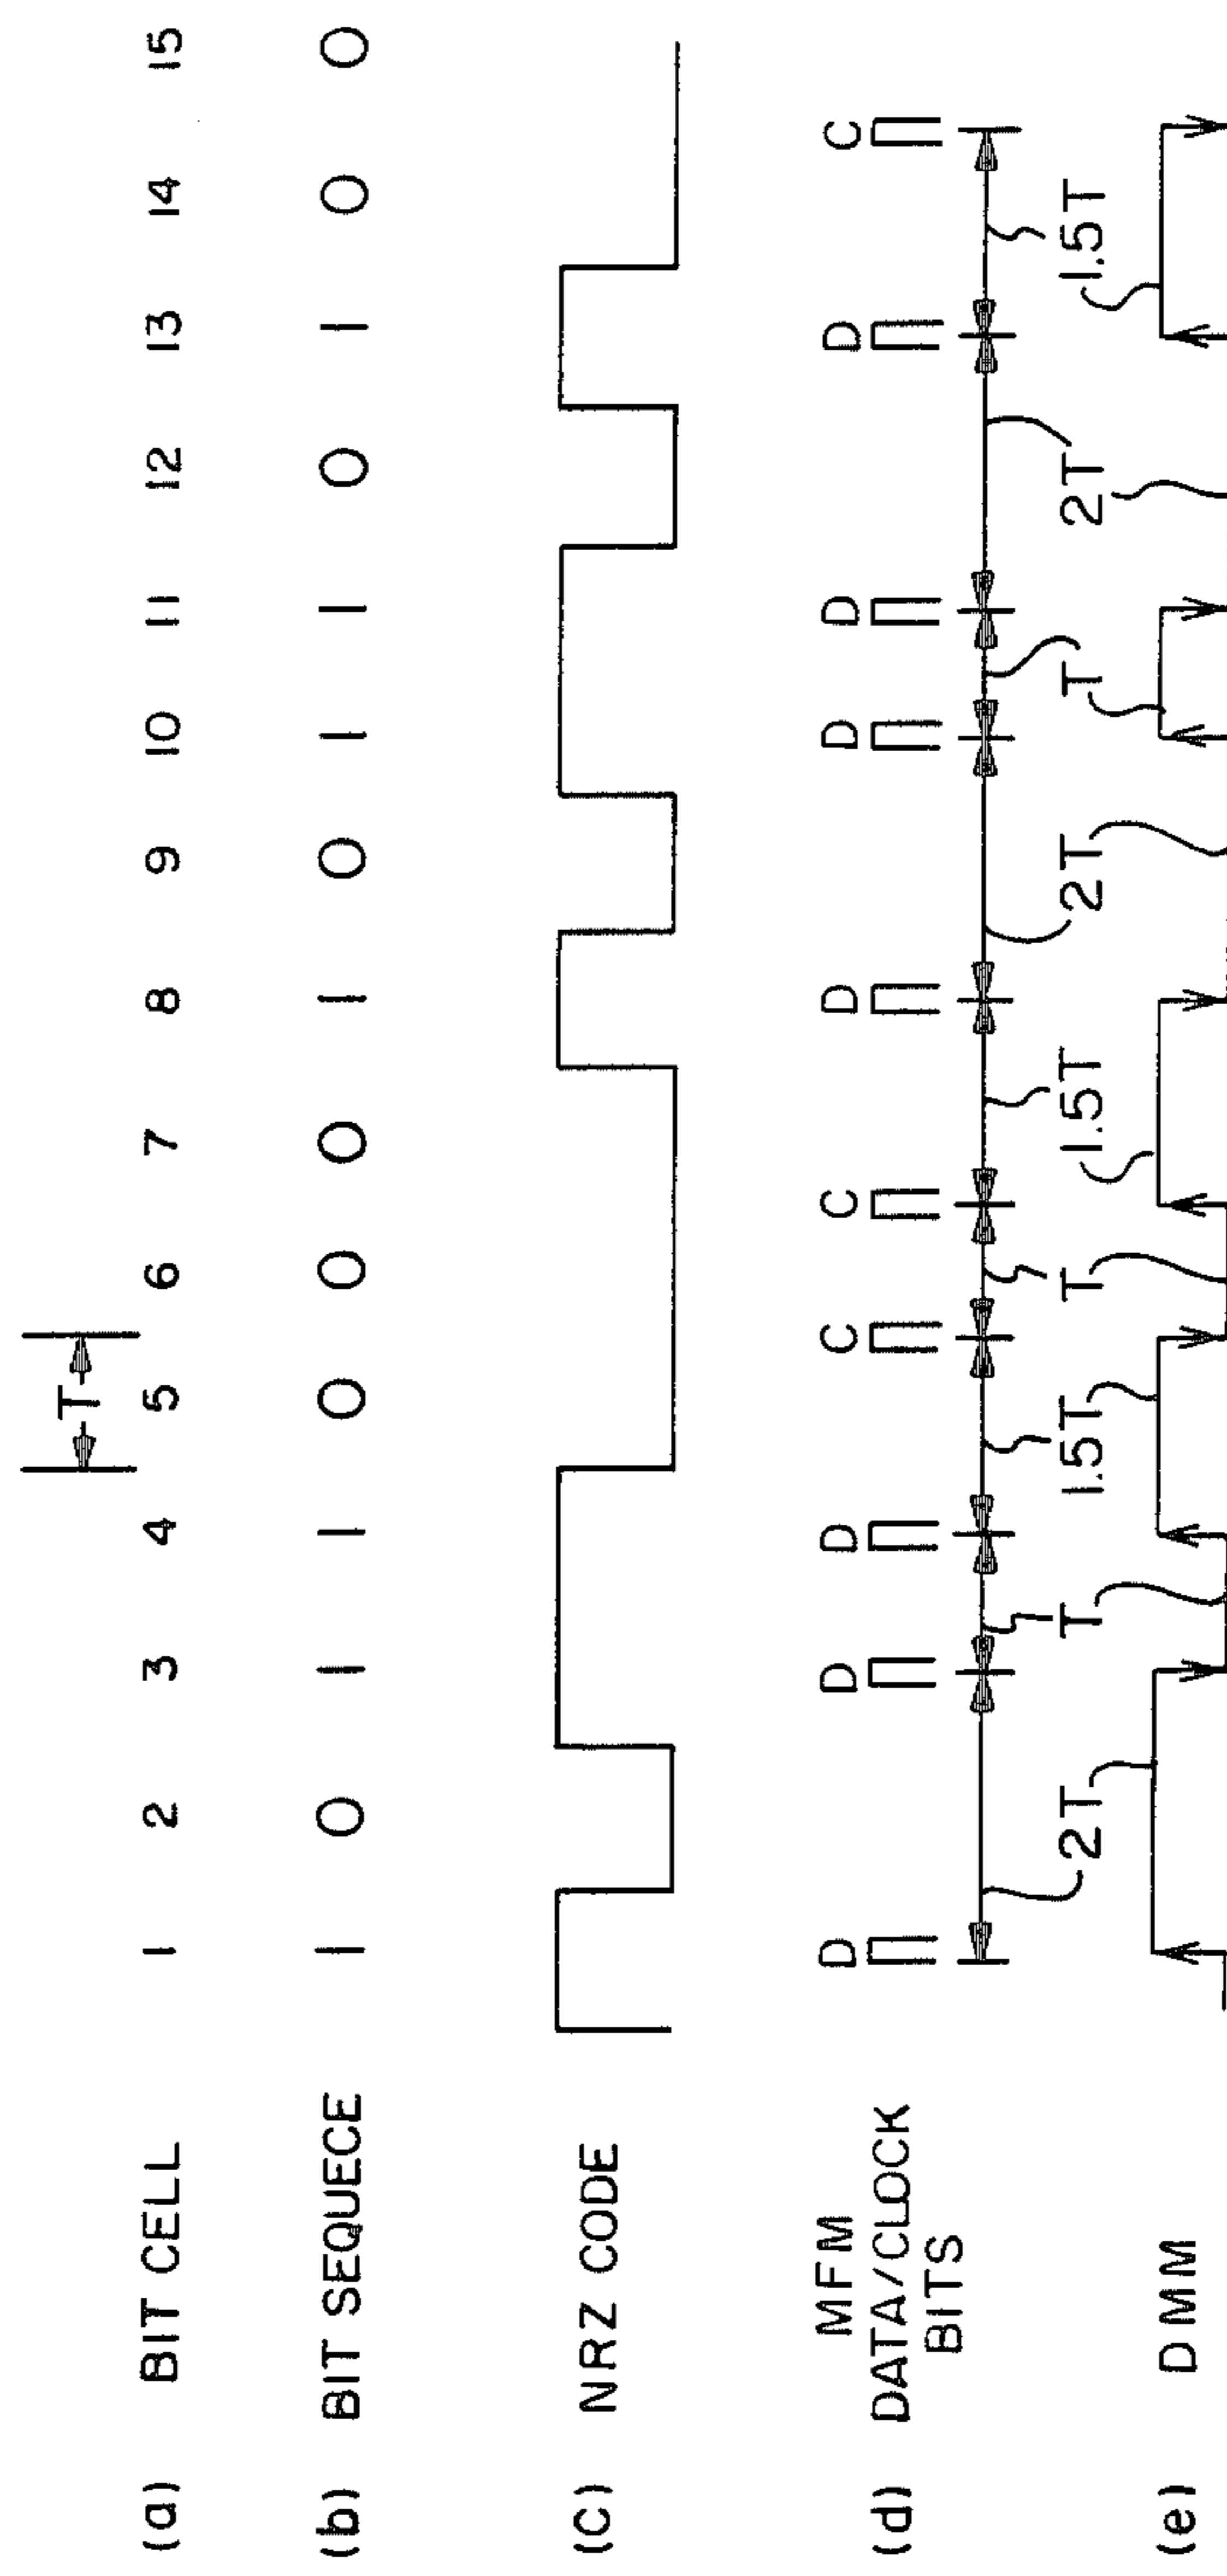 T
(a) BIT CELL 1 2 3 4 5 6 7 8 9 10 11 12 13 14 15
(b) BIT SEQUECE 1 0 1 1 0 0 0 1 0 1 1 0 1 0 0
(c) NRZ CODE
(d) MFM
DATA/CLOCK
BITS
D D D C C D D D D C
2T T 1.5T T 1.5T 2T T 2T 1.5T
(e) DMM